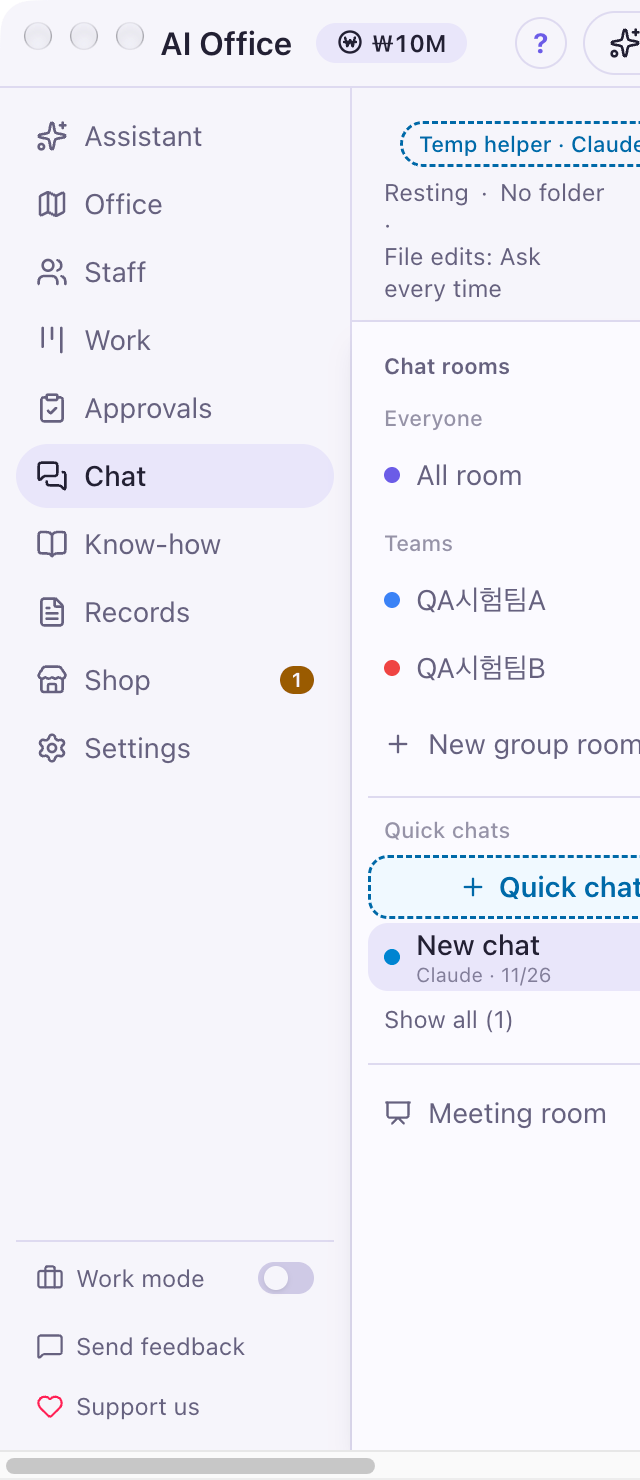 AI Office
₩10M
?
Assistant
Office
Staff
Work
Approvals
Chat
Know-how
Records
Shop
1
Settings
Work mode
Send feedback
Support us
Temp helper · Claude
Resting · No folder
·
File edits: Ask
every time
Chat rooms
Everyone
All room
Teams
QA시험팀A
QA시험팀B
+ New group room
Quick chats
+ Quick chat
New chat
Claude · 11/26
Show all (1)
Meeting room